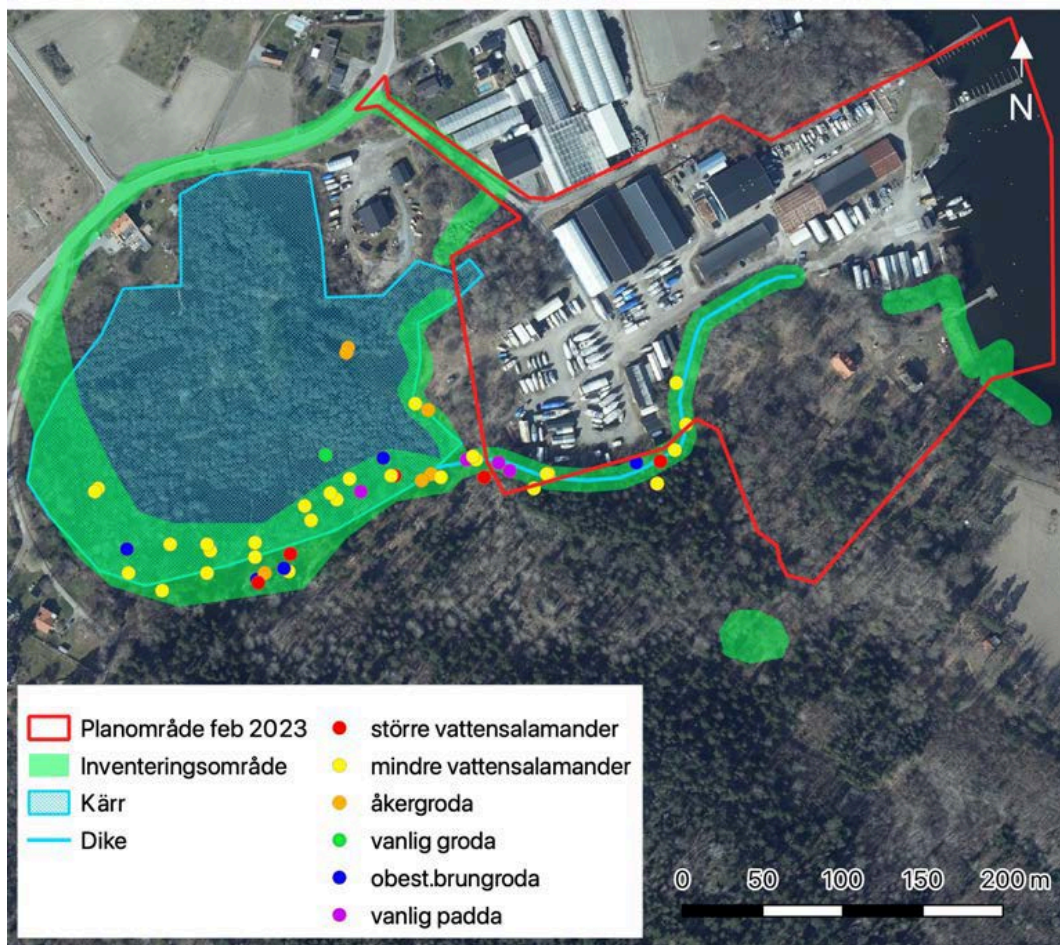 N
Planområde feb 2023
Inventeringsområde
Kärr
Dike
större vattensalamander
mindre vattensalamander
åkergroda
vanlig groda
obest.brungroda
vanlig padda
0 50 100 150 200 m